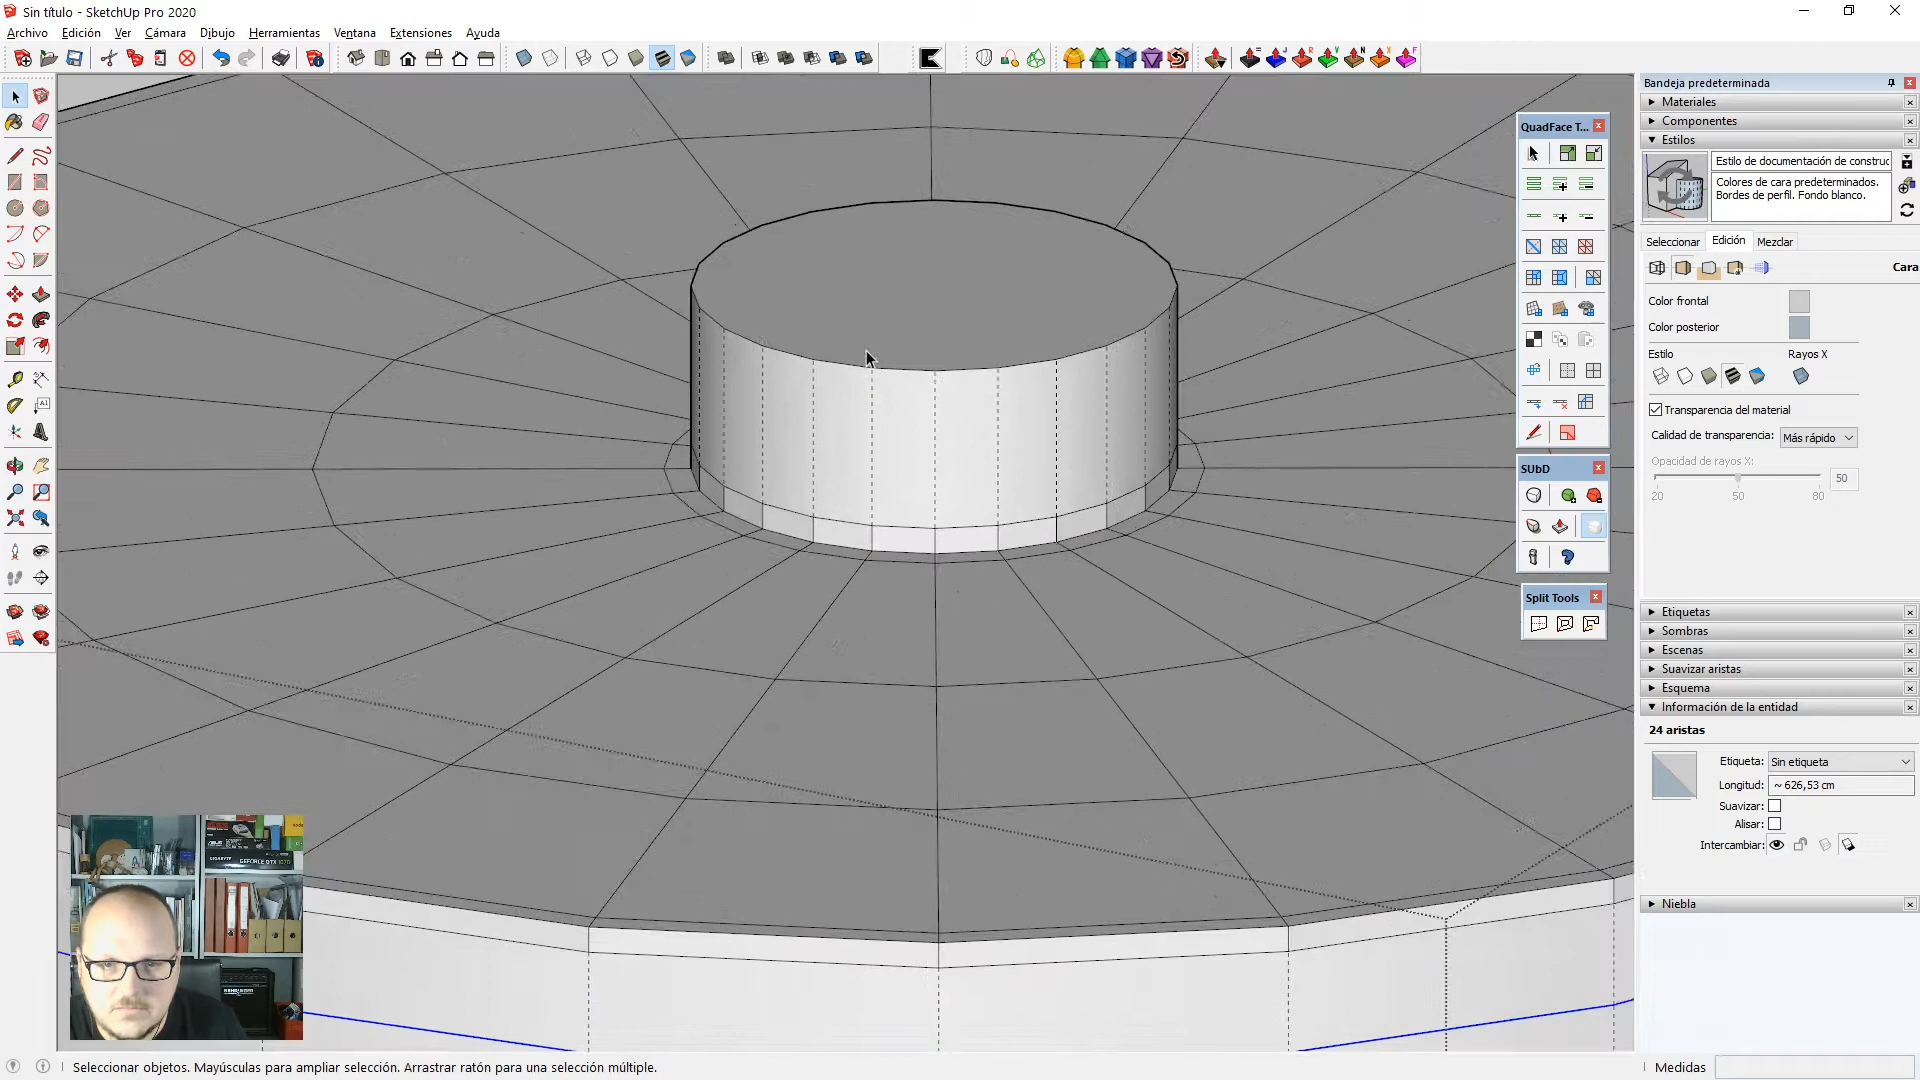 Sin título - SketchUp Pro 2020
Archivo Edición Ver Cámara Dibujo Herramientas Ventana Extensiones Ayuda
Bandeja predeterminada
Materiales
Componentes
Estilos
Estilo de documentación de construc
Colores de cara predeterminados.
Bordes de perfil. Fondo blanco.
Seleccionar Edición Mezclar
Cara
Color frontal
Color posterior
Estilo Rayos X
Transparencia del material
Calidad de transparencia: Más rápido
Opacidad de rayos X:
50
20 50 80
Etiquetas
Sombras
Escenas
Suavizar aristas
Esquema
Información de la entidad
24 aristas
Etiqueta: Sin etiqueta
Longitud: ~ 626,53 cm
Suavizar:
Alisar:
Intercambiar:
Niebla
QuadFace T...
SUbD
Split Tools
GIGABYTE GEFORCE GTX 1070
Seleccionar objetos. Mayúsculas para ampliar selección. Arrastrar ratón para una selección múltiple.
Medidas